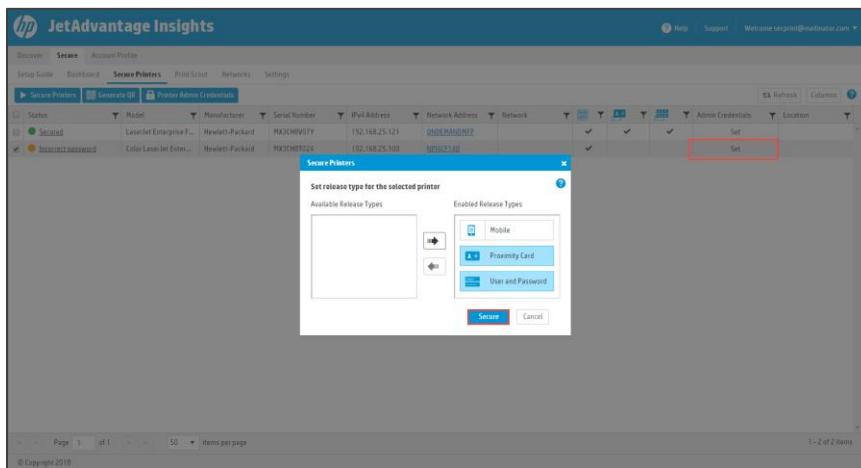 hp JetAdvantage Insights
Help Support Welcome secprint@mailinator.com
Discover Secure Account Profile
Setup Guide Dashboard Secure Printers Print Scout Networks Settings
Secure Printers Generate QR Printer Admin Credentials Refresh Columns ?
Status Model Manufacturer Serial Number IPv4 Address Network Address Network Admin Credentials Location
Secured LaserJet Enterprise F... Hewlett-Packard 192.168.25.121 ONDEMANDMFP Set
Incorrect password Color LaserJet Enter... Hewlett-Packard 192.168.25.100 Set
Secure Printers x
Set release type for the selected printer ?
Available Release Types Enabled Release Types
Mobile
Proximity Card
User and Password
Secure Cancel
Page 1 of 1 50 items per page 1 - 2 of 2 items
© Copyright 2018